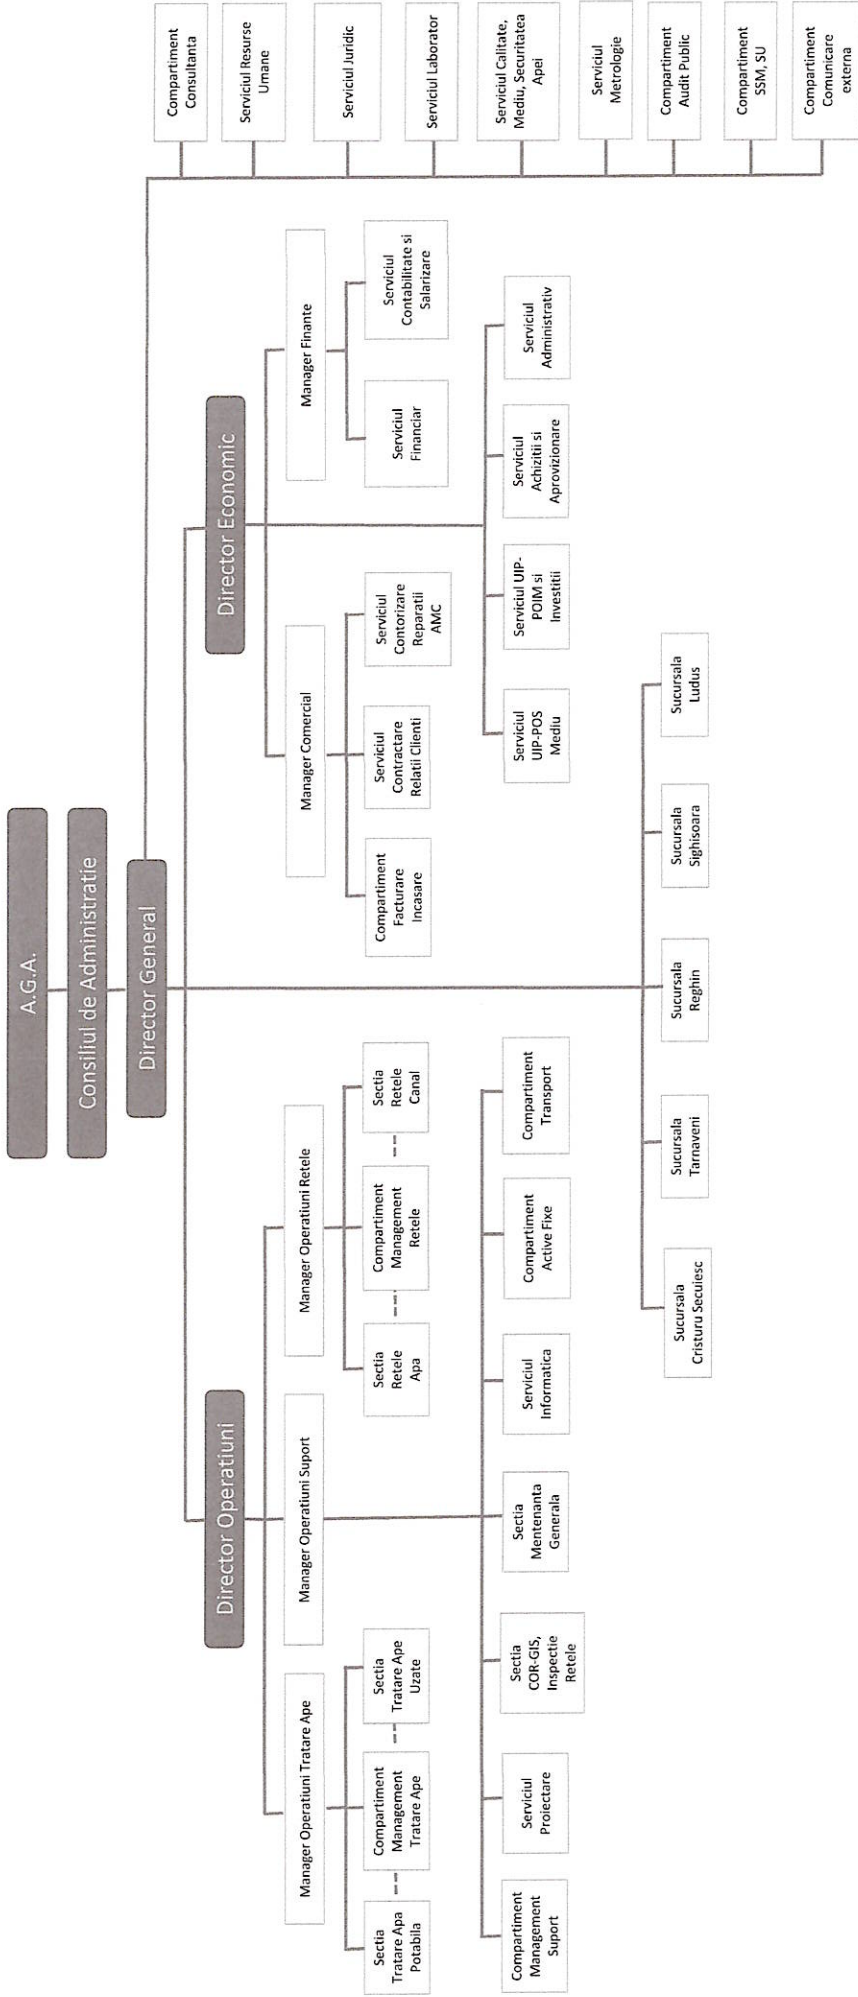 A.G.A.
Consiliul de Administratie
Director General
Compartiment
Consultanta
Serviciul Resurse
Umane
Serviciul Juridic
Serviciul Laborator
Serviciul Calitate,
Mediu, Securitatea
Apei
Serviciul
Metrologie
Compartiment
Audit Public
Compartiment
SSM, SU
Compartiment
Comunicare
externa
Director Operatiuni
Director Economic
Manager Operatiuni Tratare Ape
Manager Operatiuni Suport
Manager Operatiuni Retele
Manager Comercial
Manager Finante
Sectia
Tratare Apa
Potabila
Compartiment
Management
Tratare Ape
Sectia
Tratare Ape
Uzate
Sectia
Retele
Apa
Compartiment
Management
Retele
Sectia
Retele
Canal
Compartiment
Facturare
Incasare
Serviciul
Contractare
Relatii Clienti
Serviciul
Contorizare
Reparatii
AMC
Serviciul
Financiar
Serviciul
Contabilitate si
Salarizare
Compartiment
Management
Suport
Serviciul
Proiectare
Sectia
COR-GIS,
Inspectie
Retele
Sectia
Mentenanta
Generala
Serviciul
Informatica
Compartiment
Active Fixe
Compartiment
Transport
Serviciul
UIP-POS
Mediu
Serviciul UIP-
POIM si
Investitii
Serviciul
Achizitii si
Aprovizionare
Serviciul
Administrativ
Sucursala
Cristuru Secuiesc
Sucursala
Tarnaveni
Sucursala
Reghin
Sucursala
Sighisoara
Sucursala
Ludus